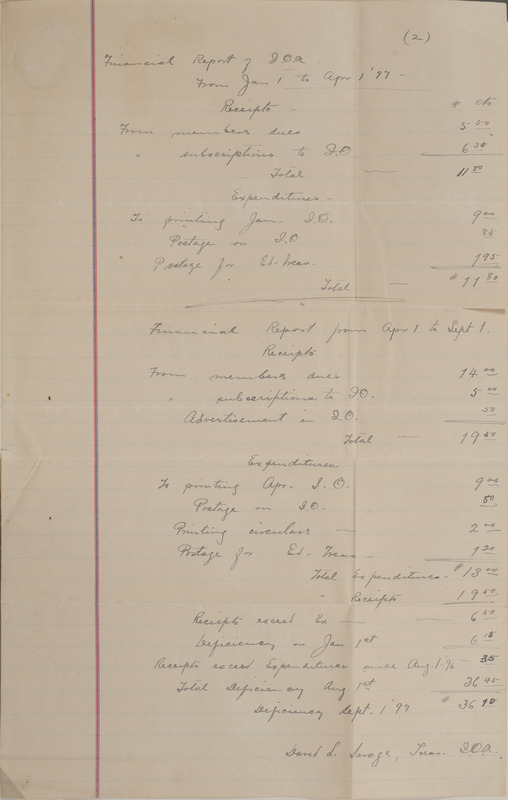 (2)
Financial Report of I.O.A.
From Jan 1 to Apr 1 '97 -
Receipts - $ cts
From members dues 5 50
" subscriptions to I.O. 6 30
Total — 11 80
Expenditures -
To printing Jan. I.O. 9 00
Postage on I.O. 85
Postage for Ed-Treas. 1 95
Total — $ 11 80
Financial Report from Apr 1 to Sept 1.
Receipts
From members dues 14 00
" subscriptions to I.O. 5 00
Advertisement in I.O. 50
Total — 19 50
Expenditures.
To printing Apr. I.O. 9 00
Postage on I.O. 80
Printing circulars — 2 00
Postage for Ed-Treas - 1 20
Total Expenditures - $ 13 00
" Receipts 19 50
Receipts exceed Ex — 6 50
Deficiency on Jan 1st 6 15
Receipts exceed Expenditures since Aug. 1. '96 - 35
Total Deficiency Aug 1st 36 45
Deficiency Sept. 1 '97 $ 36 10
David L. Savage, Treas. I.O.A.